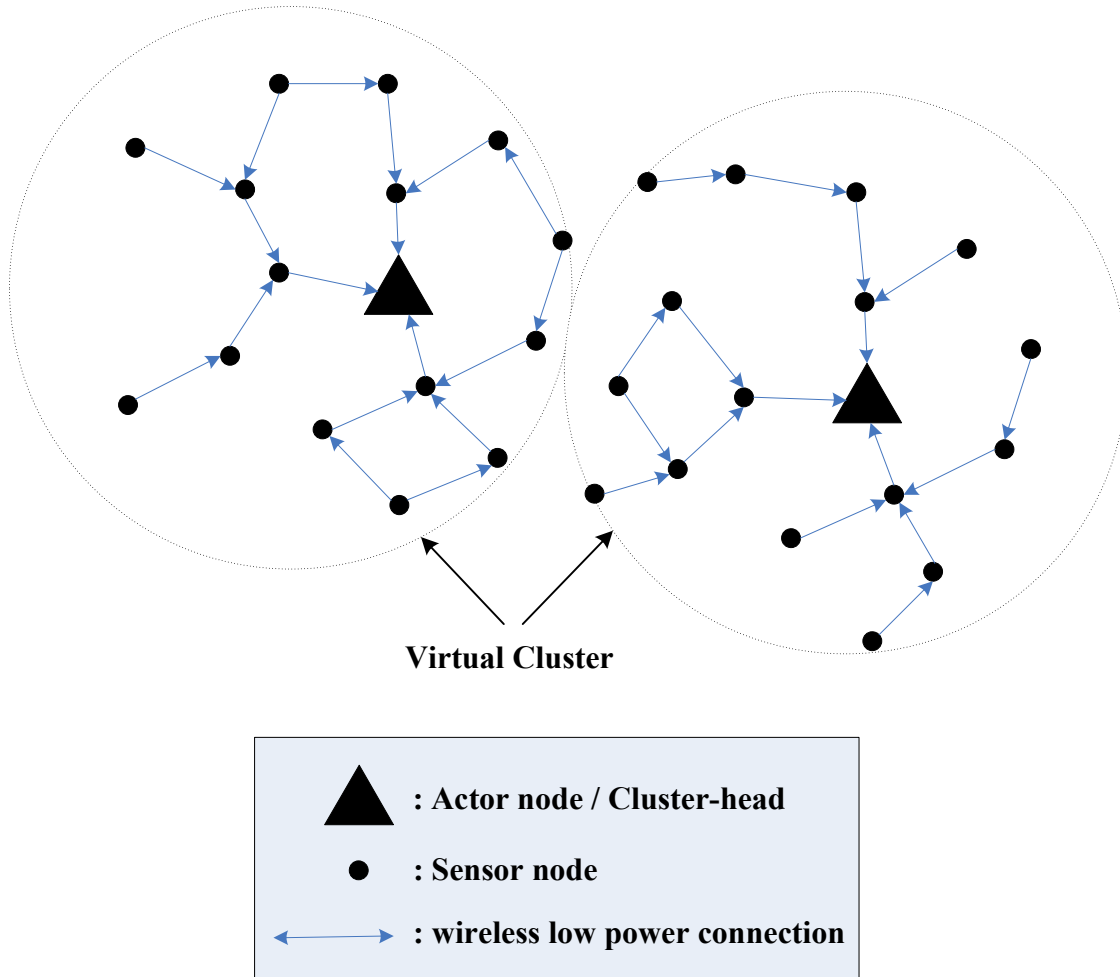 Virtual Cluster
: Actor node / Cluster-head
: Sensor node
: wireless low power connection